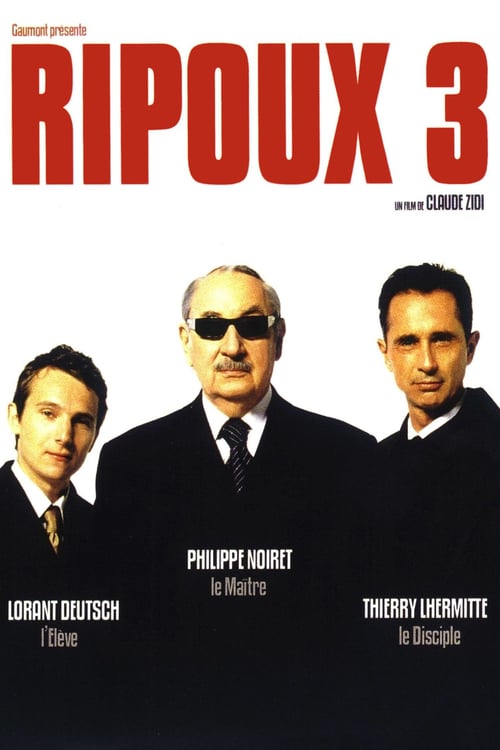 Gaumont présente
RIPOUX 3
UN FILM DE CLAUDE ZIDI
PHILIPPE NOIRET
le Maître
LORANT DEUTSCH
l'Elève
THIERRY LHERMITTE
le Disciple